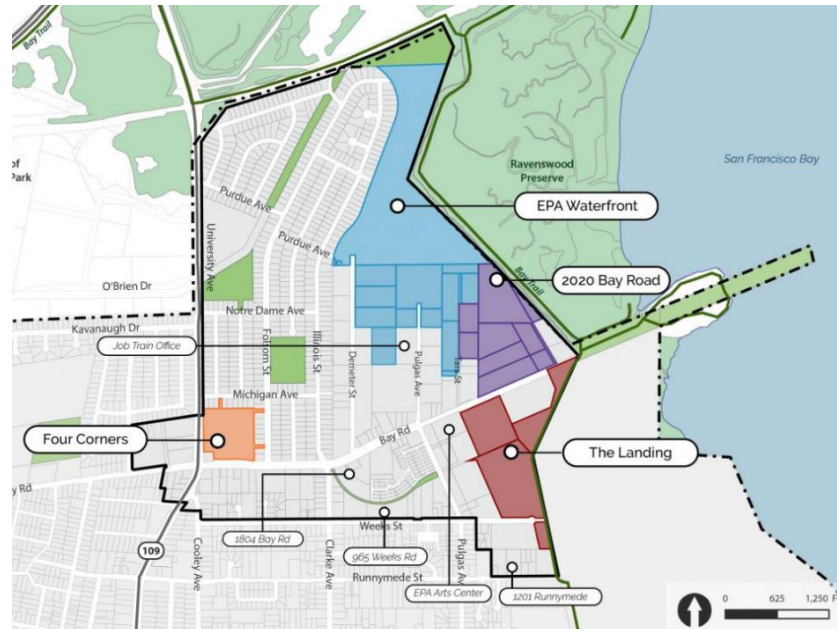 Bay Trail
of
Park
San Francisco Bay
Ravenswood
Preserve
EPA Waterfront
Purdue Ave
University Ave
Purdue Ave
Bay Trail
2020 Bay Road
O'Brien Dr
Notre Dame Ave
Kavanaugh Dr
Job Train Office
Folsom St
Illinois St
Demeter St
Pulgas Ave
Tara St
Michigan Ave
Four Corners
Bay Rd
The Landing
y Rd
1804 Bay Rd
965 Weeks Rd
Weeks St
109
Cooley Ave
Clarke Ave
Runnymede St
Pulgas Av
EPA Arts Center
1201 Runnymede
0 625 1,250 F